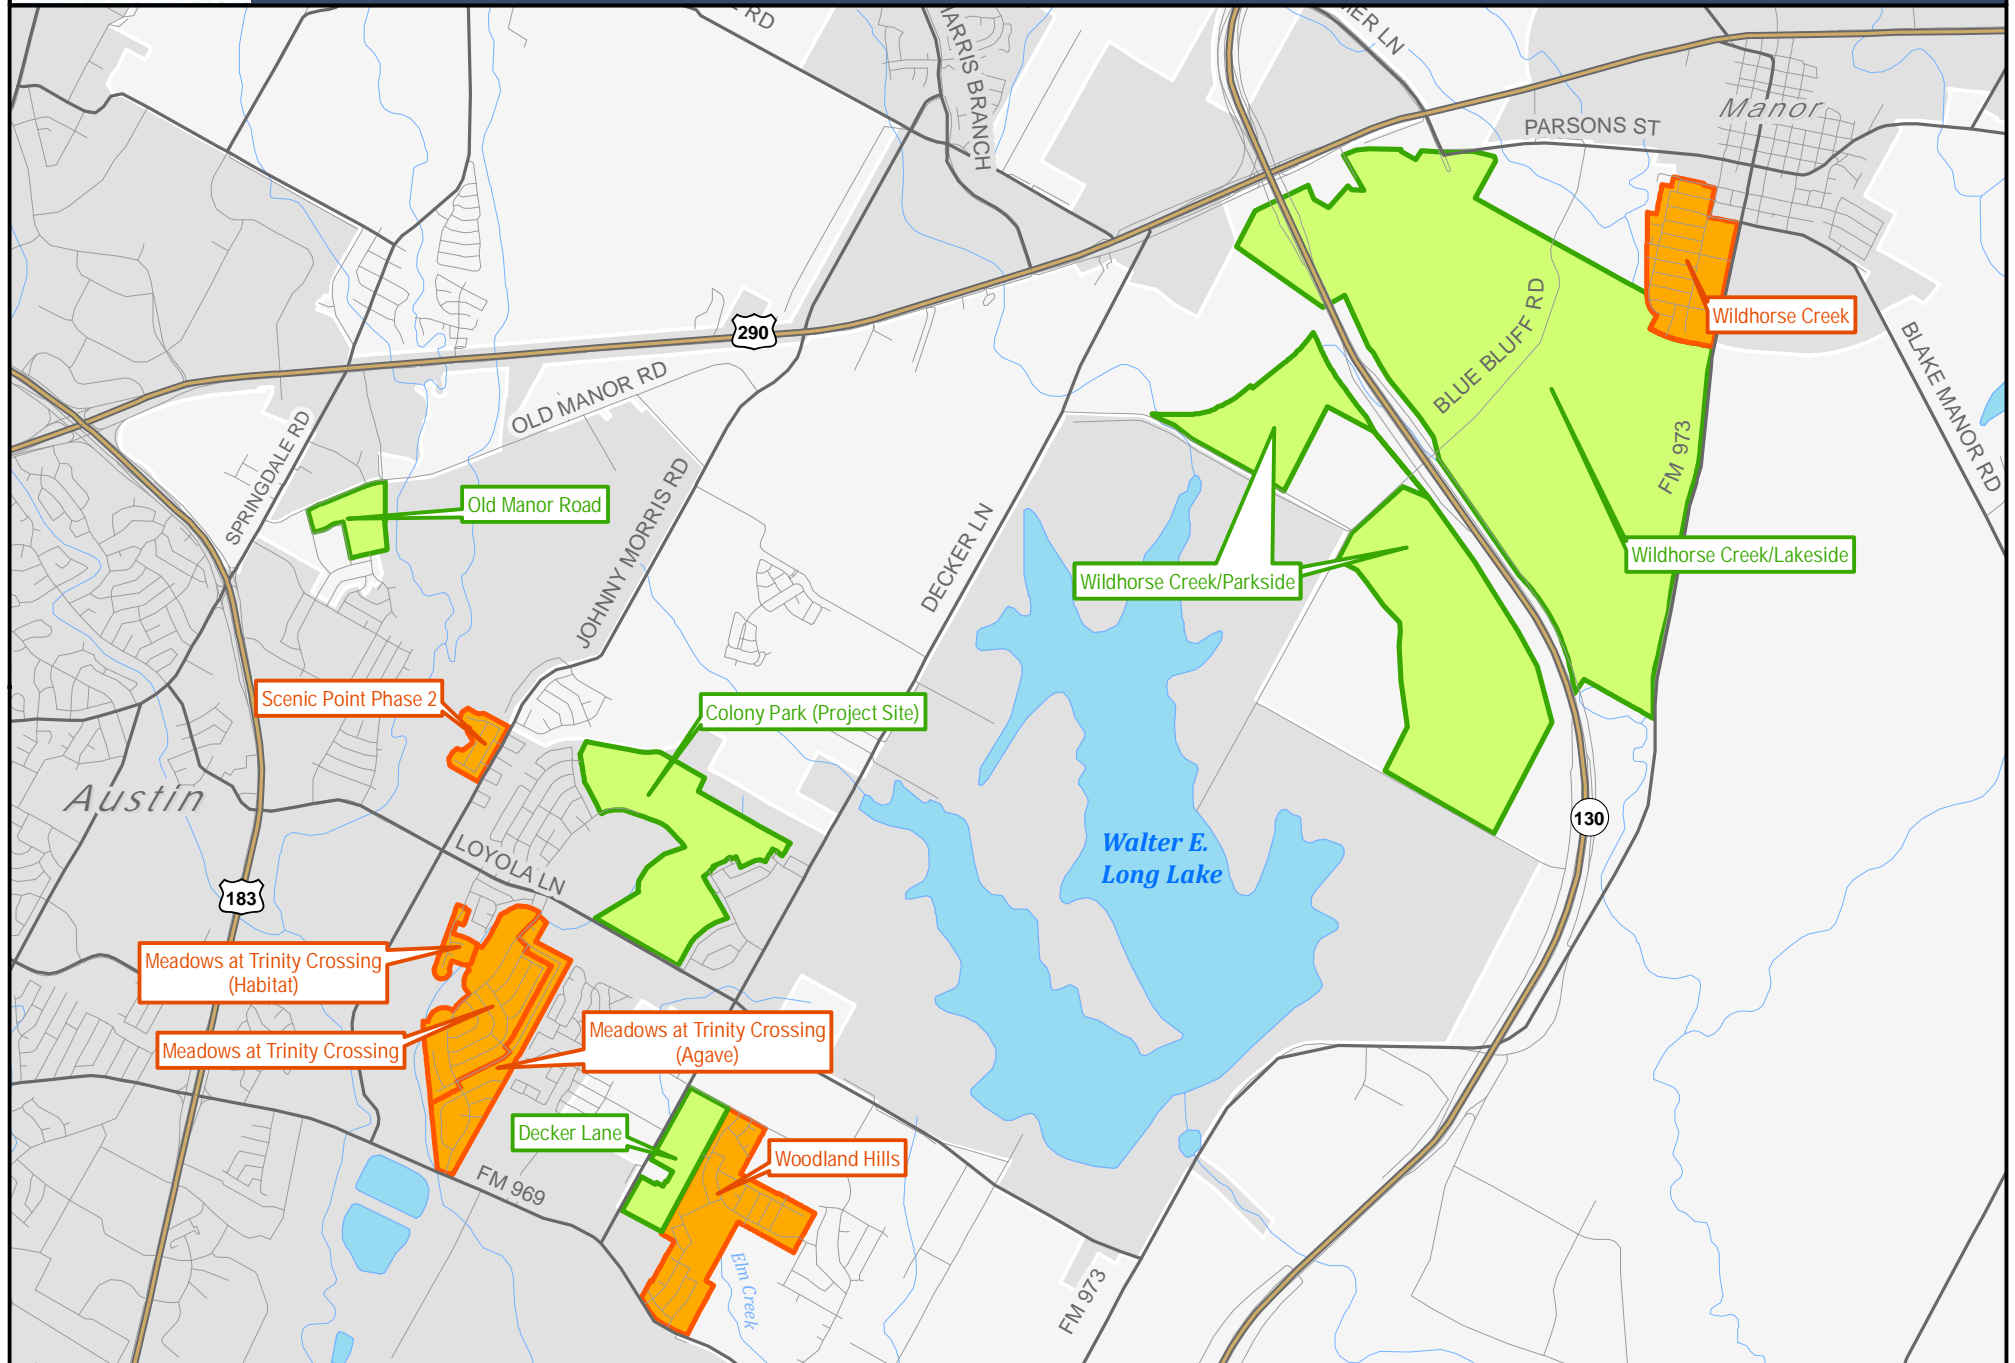 RD
HARRIS BRANCH
MER LN
PARSONS ST
Manor
290
OLD MANOR RD
SPRINGDALE RD
JOHNNY MORRIS RD
DECKER LN
BLUE BLUFF RD
FM 973
BLAKE MANOR RD
Wildhorse Creek
Old Manor Road
Wildhorse Creek/Parkside
Wildhorse Creek/Lakeside
Scenic Point Phase 2
Colony Park (Project Site)
Austin
LOYOLA LN
Walter E.
Long Lake
130
183
Meadows at Trinity Crossing
(Habitat)
Meadows at Trinity Crossing
Meadows at Trinity Crossing
(Agave)
Decker Lane
Woodland Hills
FM 969
Elm Creek
FM 973